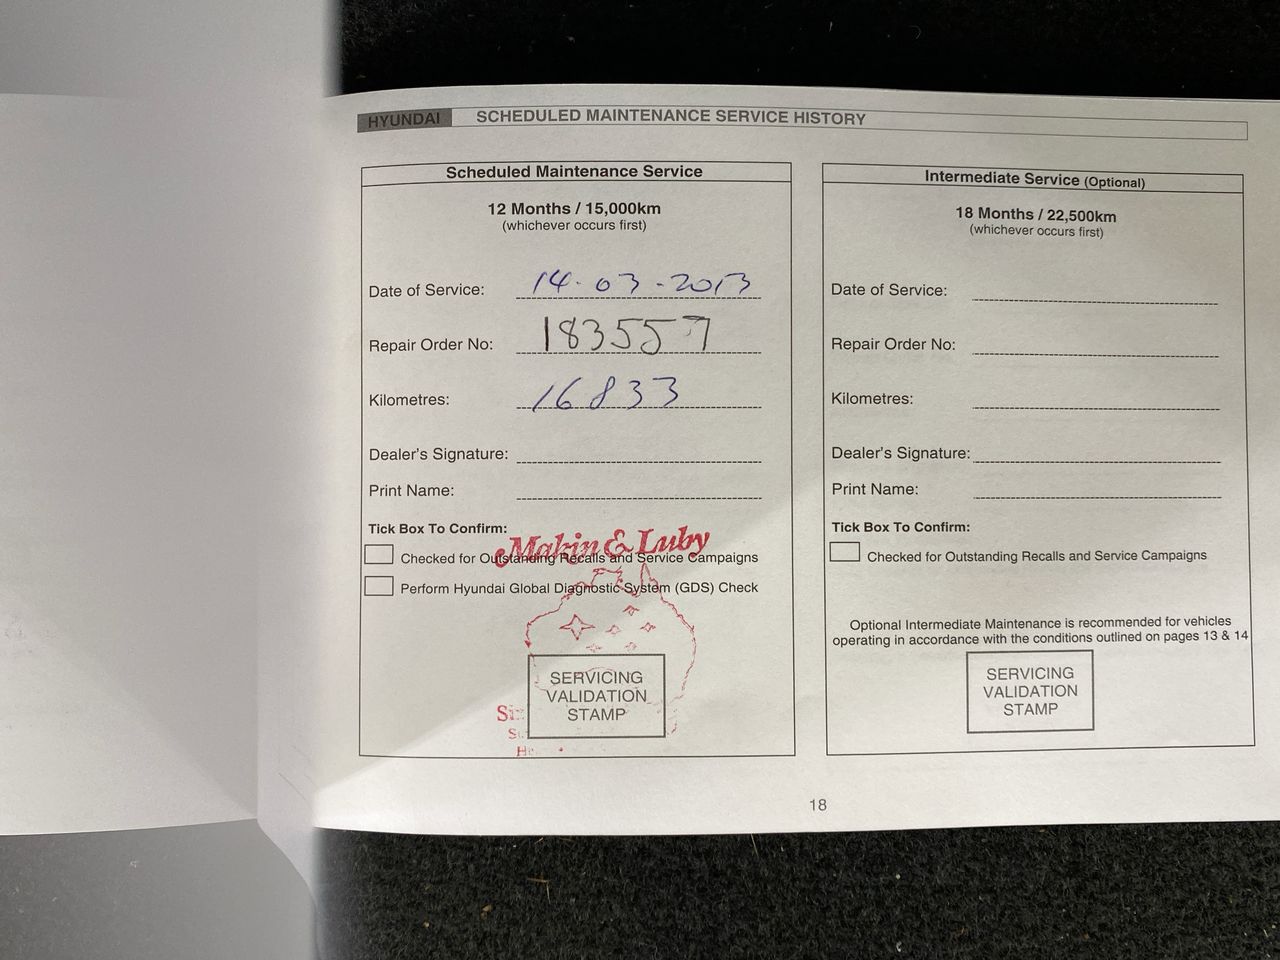 HYUNDAI SCHEDULED MAINTENANCE SERVICE HISTORY
Scheduled Maintenance Service
12 Months / 15,000km
(whichever occurs first)
Date of Service: 14-03-2013
Repair Order No: 183557
Kilometres: 16833
Dealer's Signature:
Print Name:
Tick Box To Confirm:
Makin & Luby
Checked for Outstanding Recalls and Service Campaigns
Perform Hyundai Global Diagnostic System (GDS) Check
SERVICING
VALIDATION
STAMP
Intermediate Service (Optional)
18 Months / 22,500km
(whichever occurs first)
Date of Service:
Repair Order No:
Kilometres:
Dealer's Signature:
Print Name:
Tick Box To Confirm:
Checked for Outstanding Recalls and Service Campaigns
Optional Intermediate Maintenance is recommended for vehicles
operating in accordance with the conditions outlined on pages 13 & 14
SERVICING
VALIDATION
STAMP
18